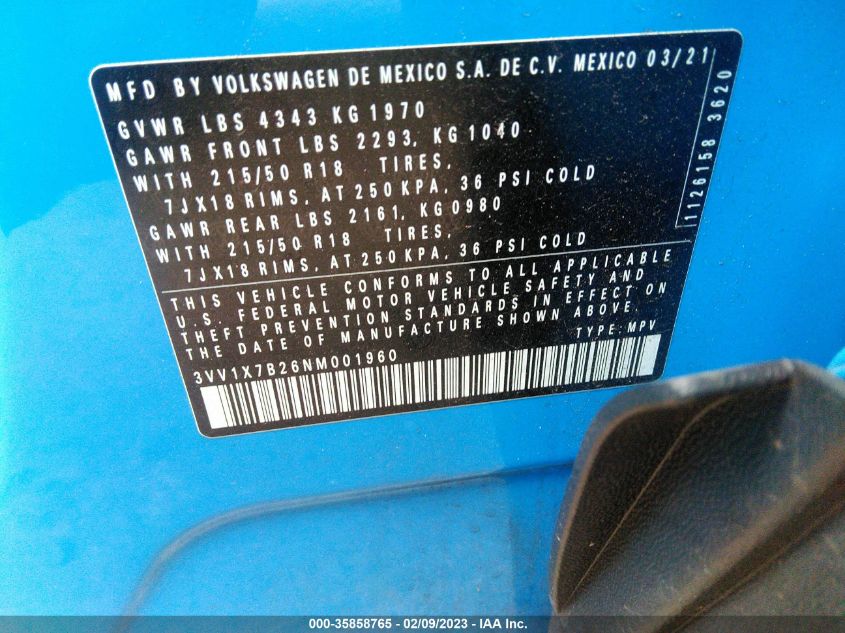 MFD BY VOLKSWAGEN DE MEXICO S.A. DE C.V. MEXICO 03/21
GVWR LBS 4343 KG 1970
GAWR FRONT LBS 2293, KG 1040
WITH 215/50 R18 TIRES,
7JX18 RIMS, AT 250 KPA, 36 PSI COLD
GAWR REAR LBS 2161, KG0980
WITH 215/50 R18 TIRES,
7JX18 RIMS, AT 250 KPA, 36 PSI COLD
1126158 3620
THIS VEHICLE CONFORMS TO ALL APPLICABLE
U.S. FEDERAL MOTOR VEHICLE SAFETY AND
THEFT PREVENTION STANDARDS IN EFFECT ON
THE DATE OF MANUFACTURE SHOWN ABOVE.
TYPE: MPV
3VV1X7B26NM001960
000-35858765 - 02/09/2023 - IAA Inc.